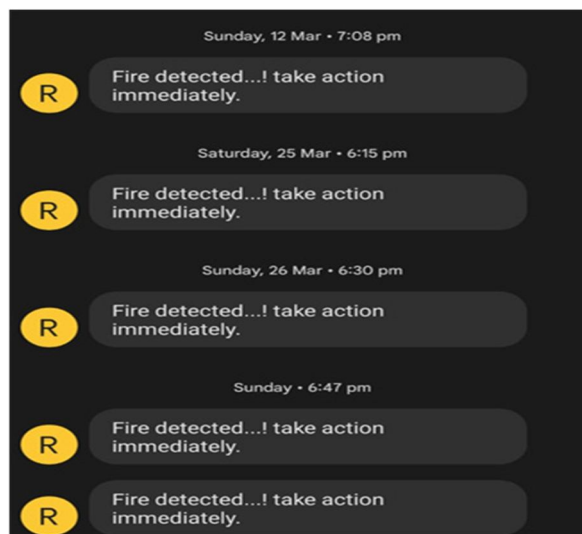 Sunday, 12 Mar • 7:08 pm
R
Fire detected...! take action
immediately.
Saturday, 25 Mar • 6:15 pm
R
Fire detected...! take action
immediately.
Sunday, 26 Mar • 6:30 pm
R
Fire detected...! take action
immediately.
Sunday • 6:47 pm
R
Fire detected...! take action
immediately.
R
Fire detected...! take action
immediately.